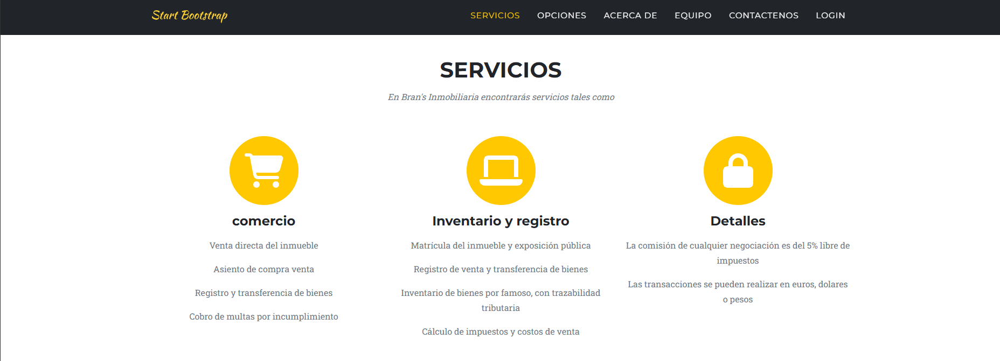 Start Bootstrap
SERVICIOS OPCIONES ACERCA DE EQUIPO CONTACTENOS LOGIN
SERVICIOS
En Bran's Inmobiliaria encontrarás servicios tales como
comercio
Venta directa del inmueble
Asiento de compra venta
Registro y transferencia de bienes
Cobro de multas por incumplimiento
Inventario y registro
Matrícula del inmueble y exposición pública
Registro de venta y transferencia de bienes
Inventario de bienes por famoso, con trazabilidad
tributaria
Cálculo de impuestos y costos de venta
Detalles
La comisión de cualquier negociación es del 5% libre de
impuestos
Las transacciones se pueden realizar en euros, dolares
o pesos